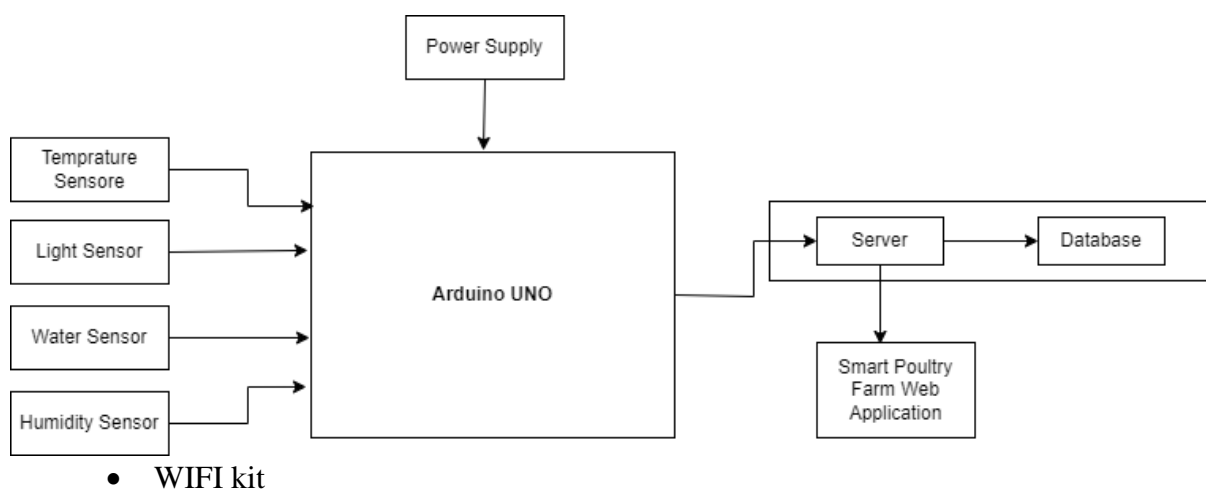 Power Supply
Temprature
Sensore
Light Sensor
Water Sensor
Humidity Sensor
Arduino UNO
Server
Database
Smart Poultry
Farm Web
Application
• WIFI kit